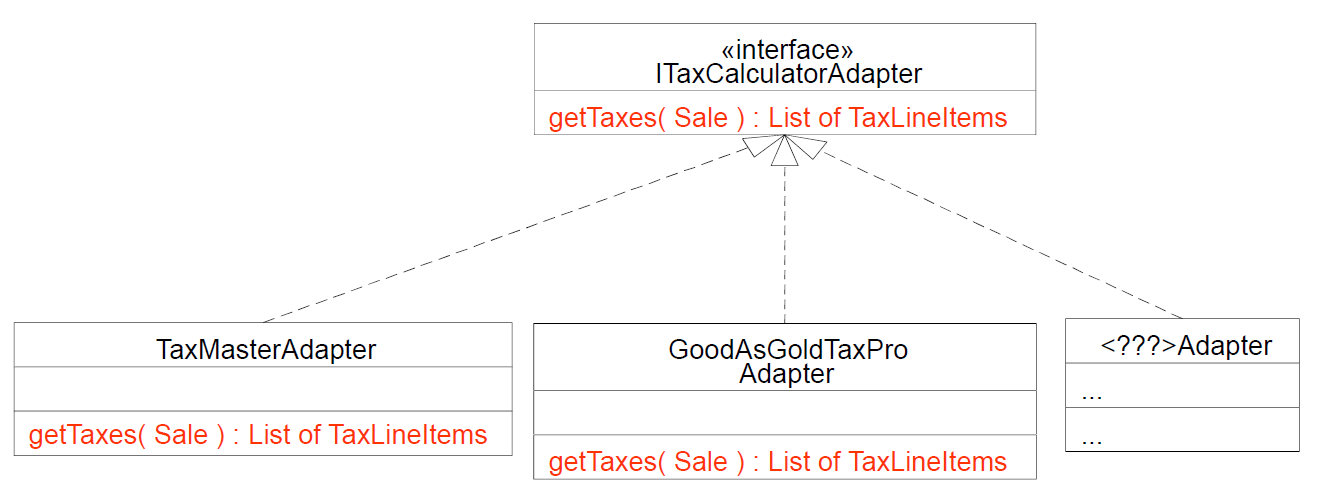 «interface»
ITaxCalculatorAdapter
getTaxes( Sale ) : List of TaxLineItems
TaxMasterAdapter
getTaxes( Sale ) : List of TaxLineItems
GoodAsGoldTaxPro
Adapter
getTaxes( Sale ) : List of TaxLineItems
<???>Adapter
...
...